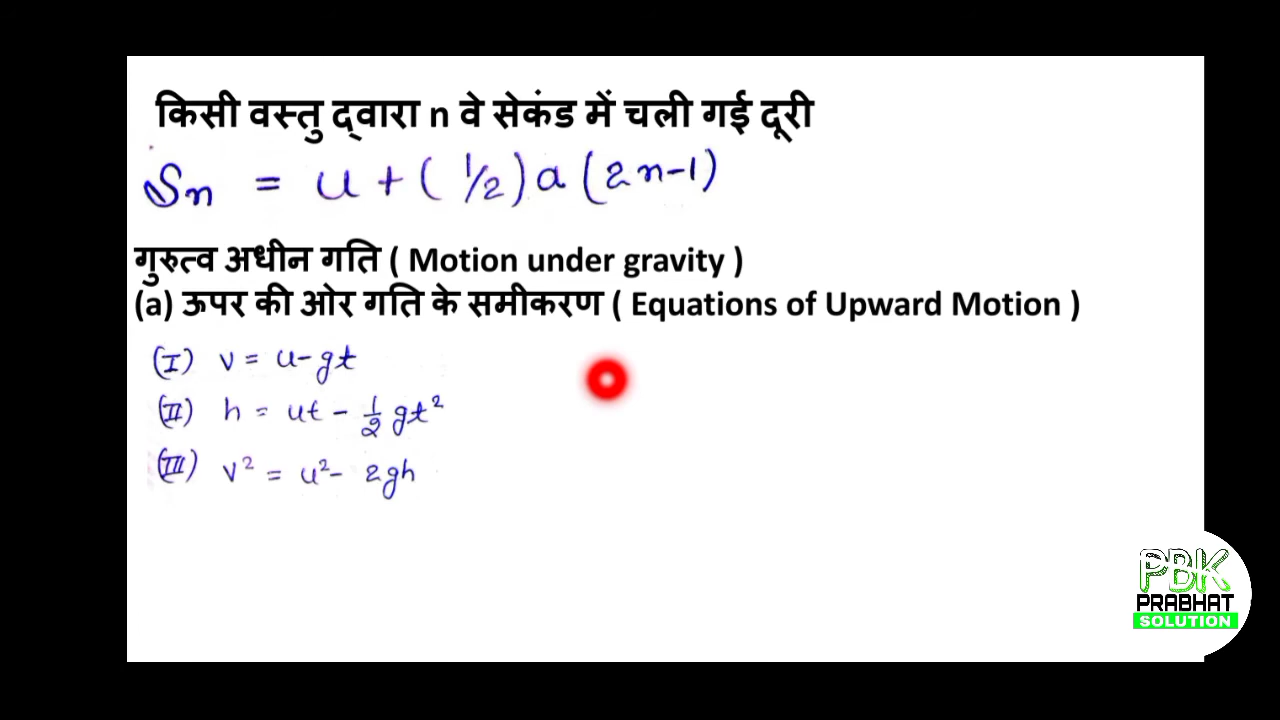 किसी वस्तु द्वारा n वे सेकंड में चली गई दूरी
Sn = u + ( 1/2 ) a ( 2n-1 )
गुरुत्व अधीन गति ( Motion under gravity )
(a) ऊपर की ओर गति के समीकरण ( Equations of Upward Motion )
(I) v = u - gt
(II) h = ut - 1/2 gt²
(III) v² = u² - 2gh
PBK
PRABHAT
SOLUTION